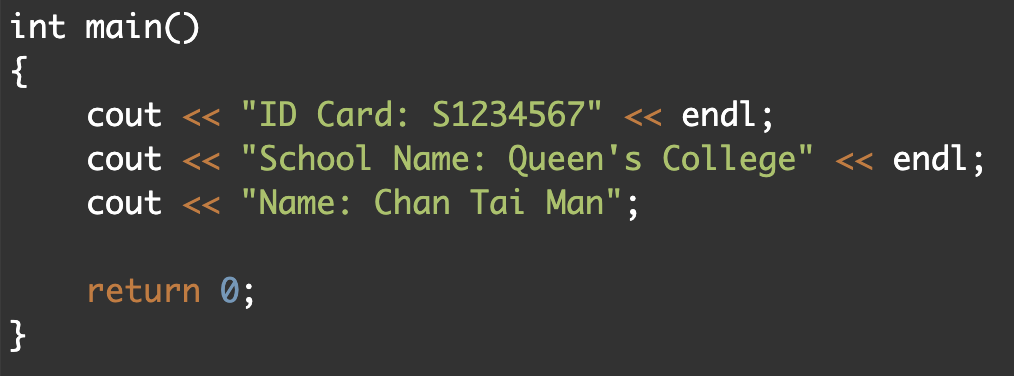 int main()
{
    cout << "ID Card: S1234567" << endl;
    cout << "School Name: Queen's College" << endl;
    cout << "Name: Chan Tai Man";

    return 0;
}